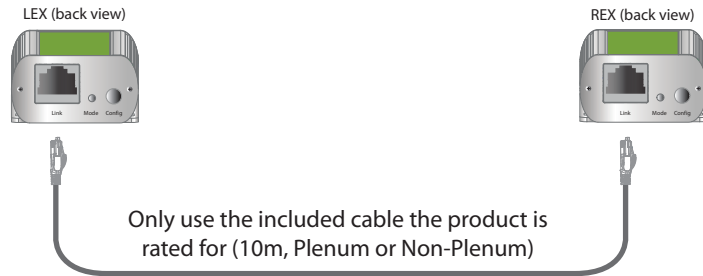 LEX (back view)
REX (back view)
Link Mode Config
Link Mode Config
Only use the included cable the product is
rated for (10m, Plenum or Non-Plenum)